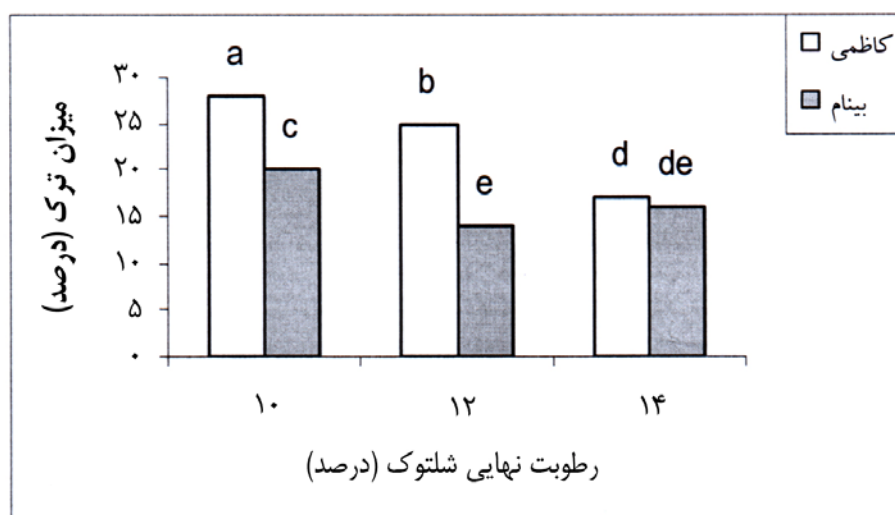 کاظمی
بینام
میزان ترک (درصد)
۳۰
۲۵
۲۰
۱۵
۱۰
۵
۰
a
c
b
e
d
de
۱۰
۱۲
۱۴
رطوبت نهایی شلتوک (درصد)